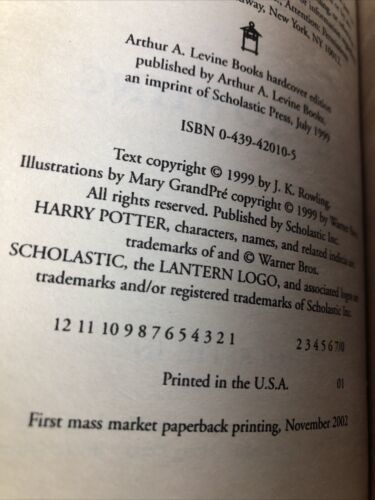 Attention:
New York, NY
Arthur A. Levine Books hardcover edition
published by Arthur A. Levine Books,
an imprint of Scholastic Press, July 1999
ISBN 0-439-42010-5
Text copyright © 1999 by J. K. Rowling.
Illustrations by Mary GrandPré copyright © 1999 by Warner
All rights reserved. Published by Scholastic Inc.
HARRY POTTER, characters, names, and related indicia are
trademarks of and © Warner Bros.
SCHOLASTIC, the LANTERN LOGO, and associated logos are
trademarks and/or registered trademarks of Scholastic Inc.
12 11 10 9 8 7 6 5 4 3 2 1 2 3 4 5 6 7/0
Printed in the U.S.A. 01
First mass market paperback printing, November 2002